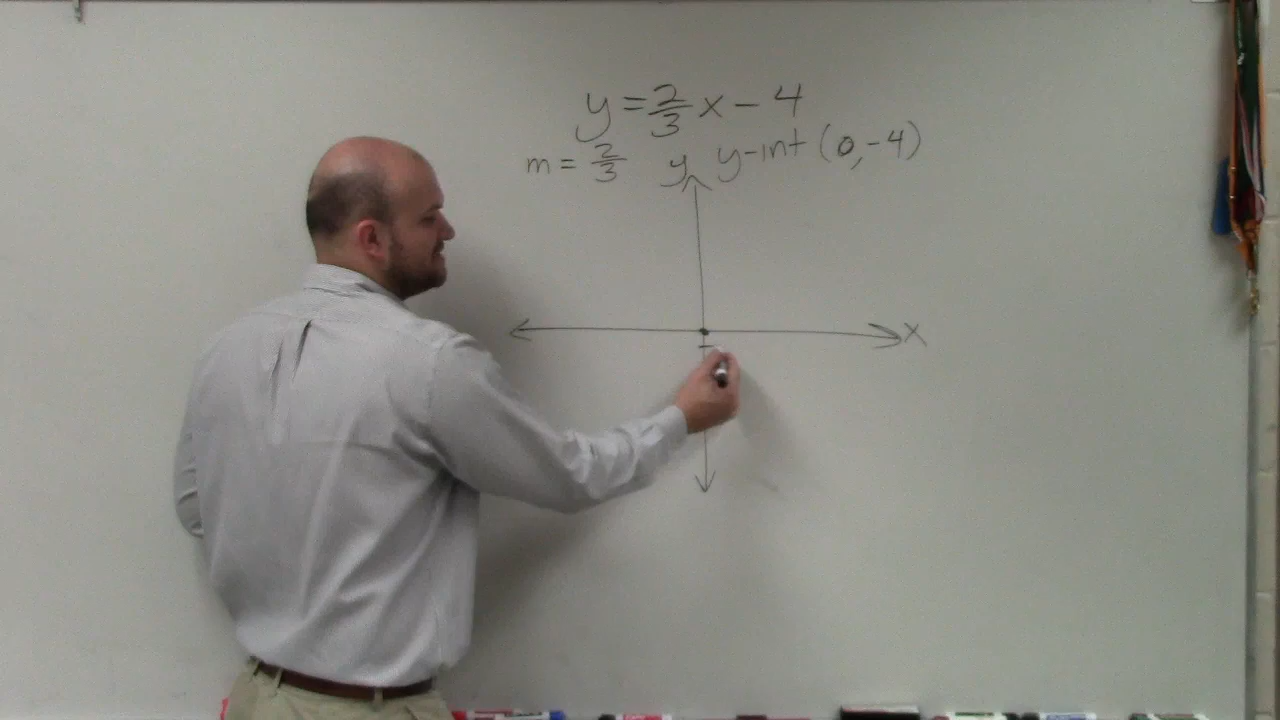 y = 2/3 x - 4
m = 2/3 y-int (0, -4)
y
x